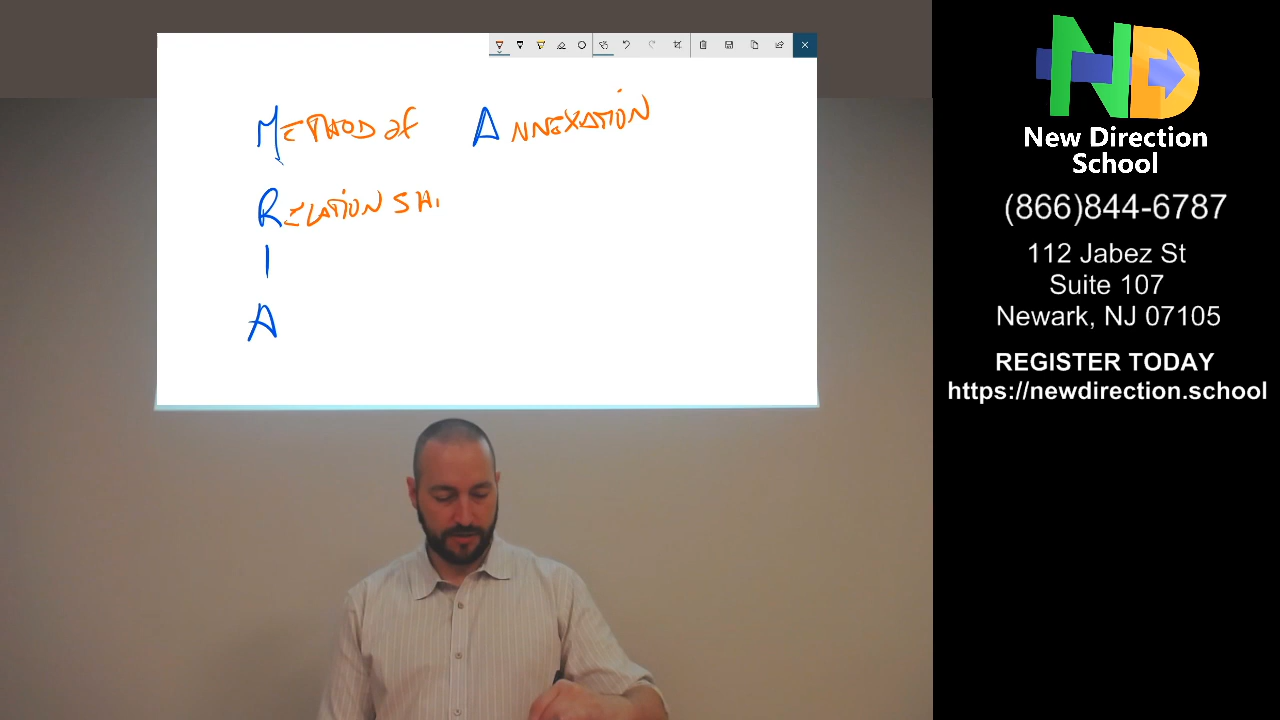 METHOD OF ANNEXATION
RELATIONSHI
I
A
ND
New Direction
School
(866)844-6787
112 Jabez St
Suite 107
Newark, NJ 07105
REGISTER TODAY
https://newdirection.school